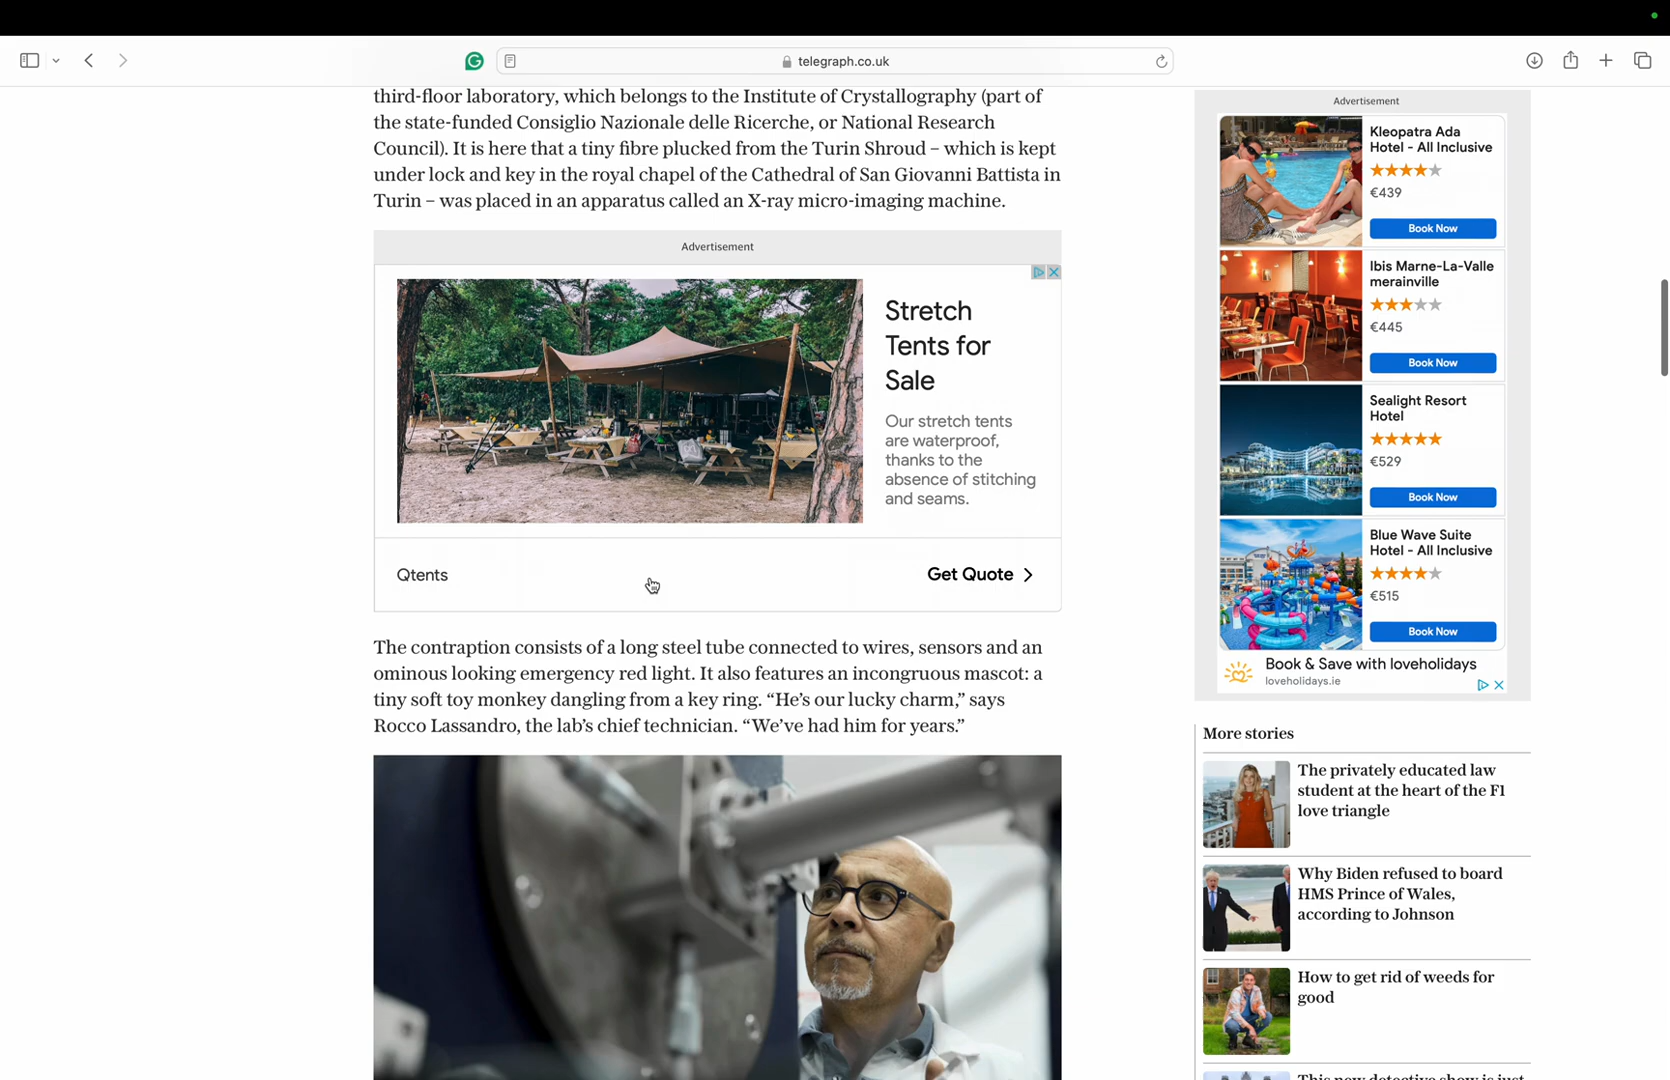 telegraph.co.uk
third-floor laboratory, which belongs to the Institute of Crystallography (part of
the state-funded Consiglio Nazionale delle Ricerche, or National Research
Council). It is here that a tiny fibre plucked from the Turin Shroud – which is kept
under lock and key in the royal chapel of the Cathedral of San Giovanni Battista in
Turin – was placed in an apparatus called an X-ray micro-imaging machine.
Advertisement
Stretch
Tents for
Sale
Our stretch tents
are waterproof,
thanks to the
absence of stitching
and seams.
Qtents
Get Quote
The contraption consists of a long steel tube connected to wires, sensors and an
ominous looking emergency red light. It also features an incongruous mascot: a
tiny soft toy monkey dangling from a key ring. “He’s our lucky charm,” says
Rocco Lassandro, the lab’s chief technician. “We’ve had him for years.”
Advertisement
Kleopatra Ada
Hotel - All Inclusive
€439
Book Now
Ibis Marne-La-Valle
merainville
€445
Book Now
Sealight Resort
Hotel
€529
Book Now
Blue Wave Suite
Hotel - All Inclusive
€515
Book Now
Book & Save with loveholidays
loveholidays.ie
More stories
The privately educated law
student at the heart of the F1
love triangle
Why Biden refused to board
HMS Prince of Wales,
according to Johnson
How to get rid of weeds for
good
This new detective show is just